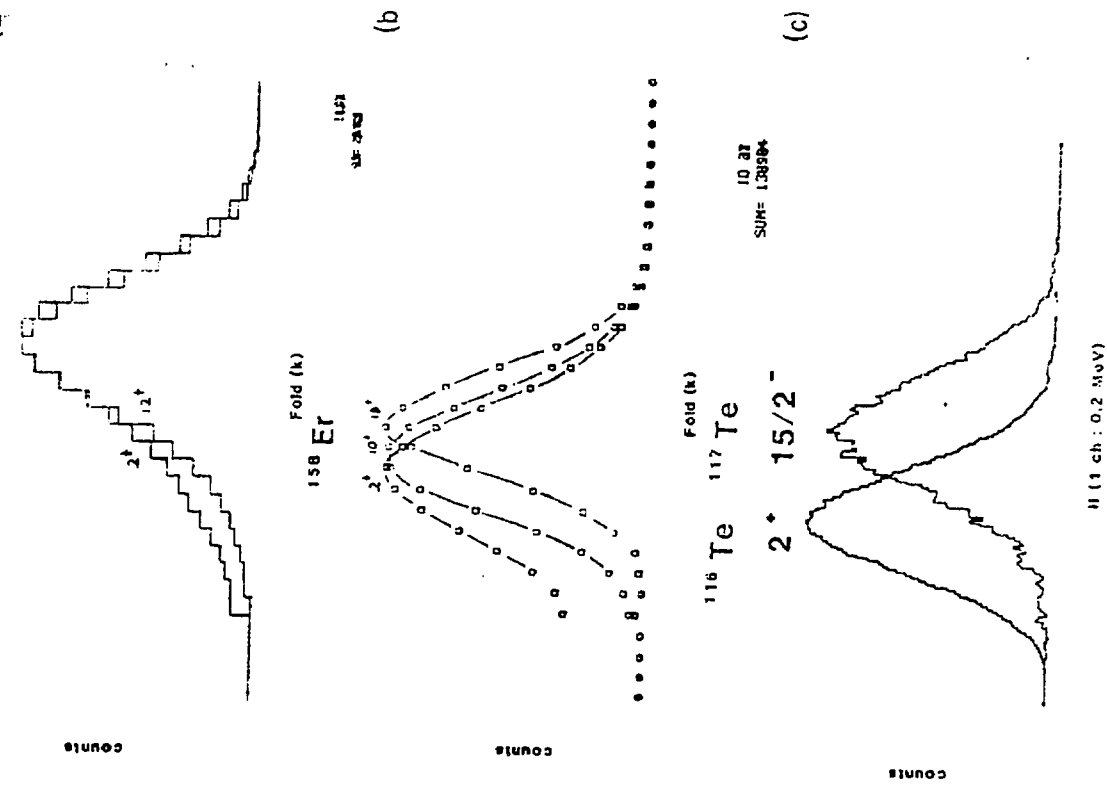 2⁺ 12⁺
counts
Fold (k)
(b)
¹⁵⁸Er
2⁺ 10⁺
counts
Fold (k)
(c)
¹¹⁶Te ¹¹⁷Te
2⁺ 15/2⁻
SUM= 138904
counts
H (1 ch : 0.2 MeV)